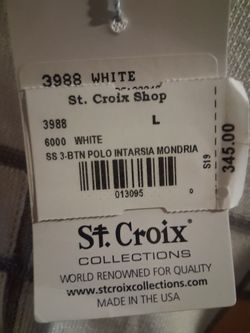 3988 WHITE
St. Croix Shop
3988 L
6000 WHITE
SS 3-BTN POLO INTARSIA MONDRIA
S19
345.00
013095 0
St. Croix®
COLLECTIONS
WORLD RENOWNED FOR QUALITY
www.stcroixcollections.com
MADE IN THE USA